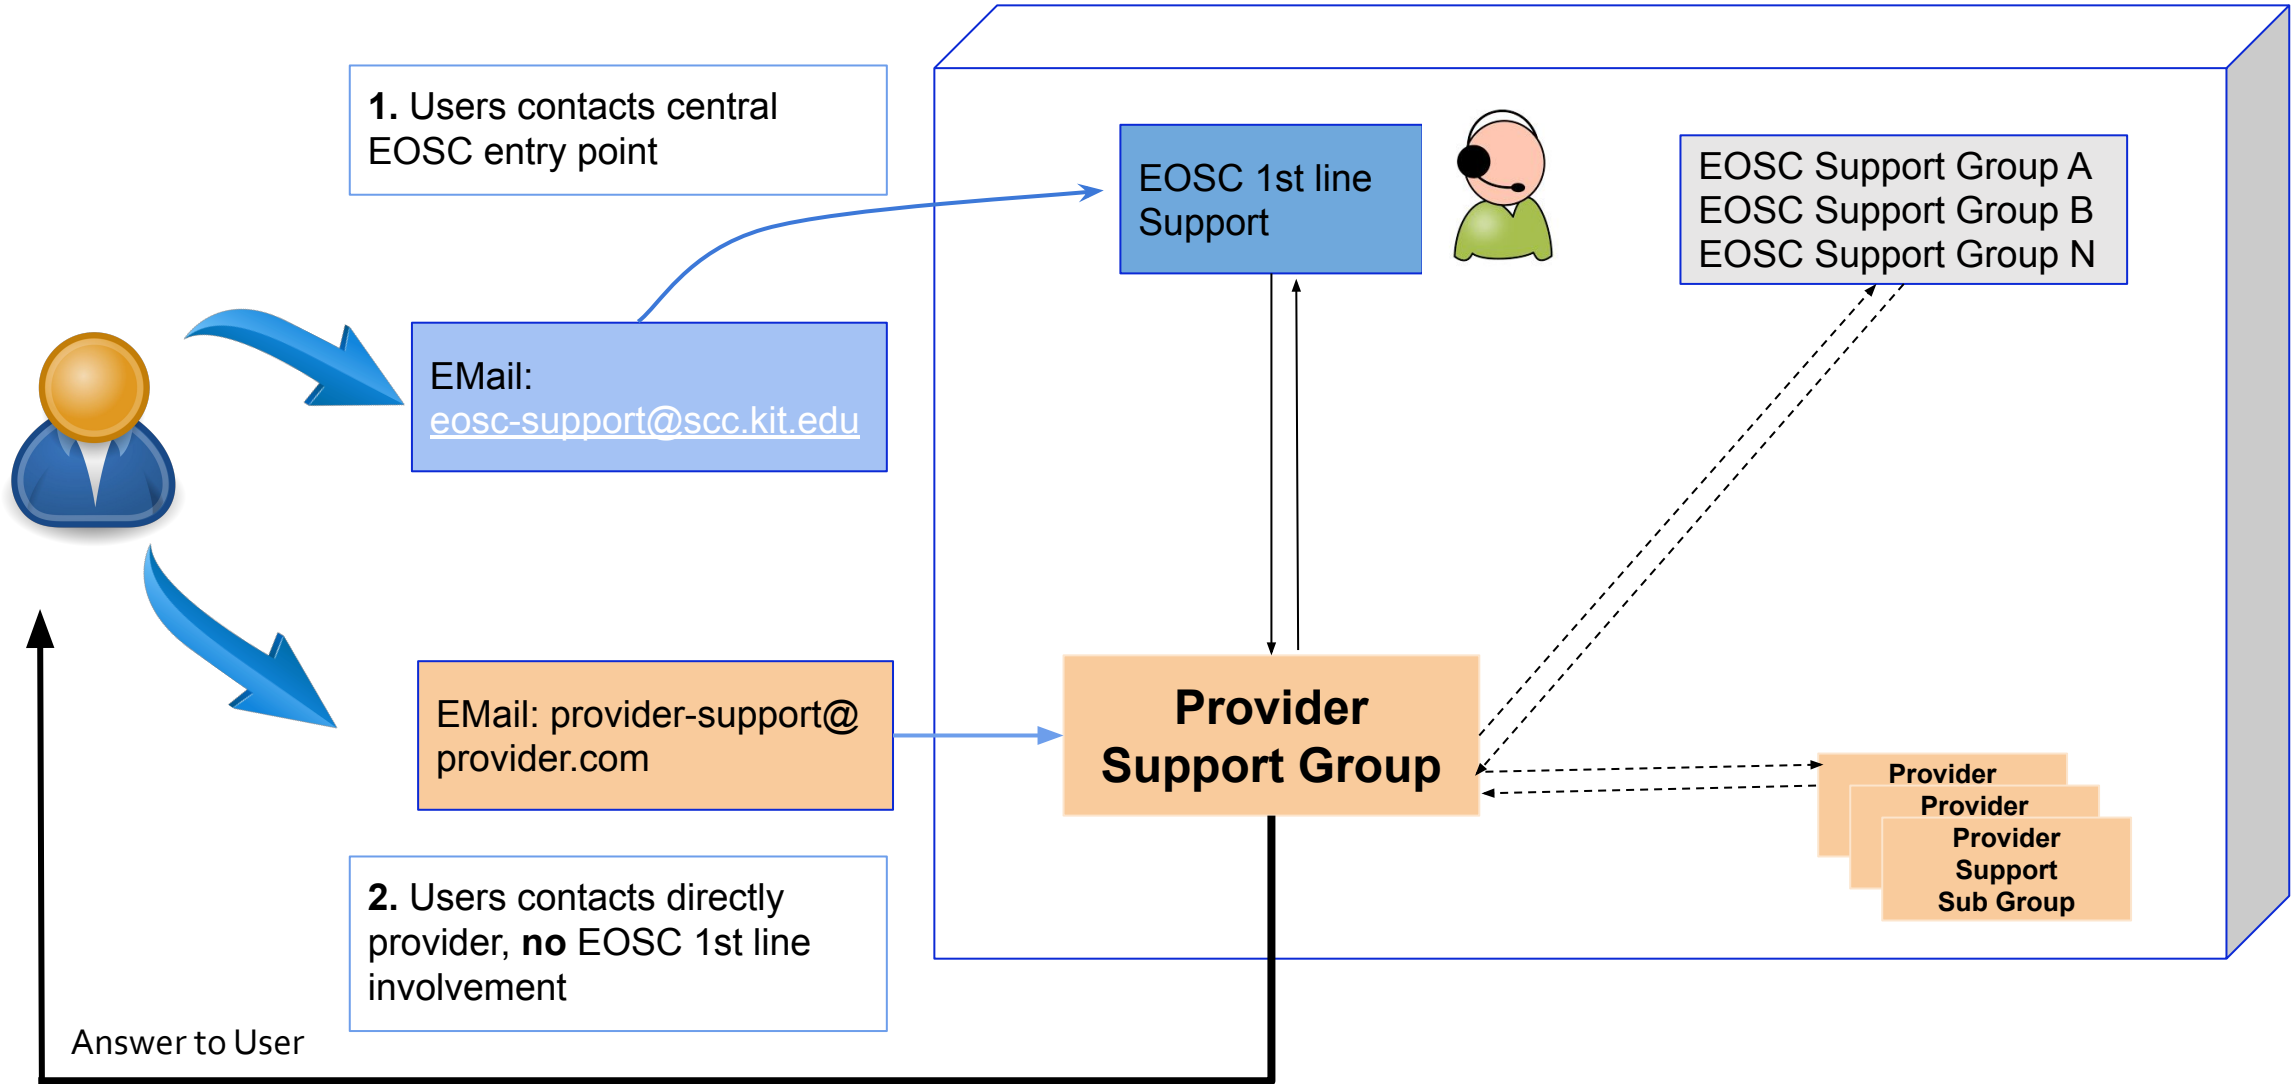 1. Users contacts central
EOSC entry point
EOSC 1st line
Support
EOSC Support Group A
EOSC Support Group B
EOSC Support Group N
EMail:
eosc-support@scc.kit.edu
EMail: provider-support@
provider.com
Provider
Support Group
Provider
Provider
Provider
Support
Sub Group
2. Users contacts directly
provider, no EOSC 1st line
involvement
Answer to User